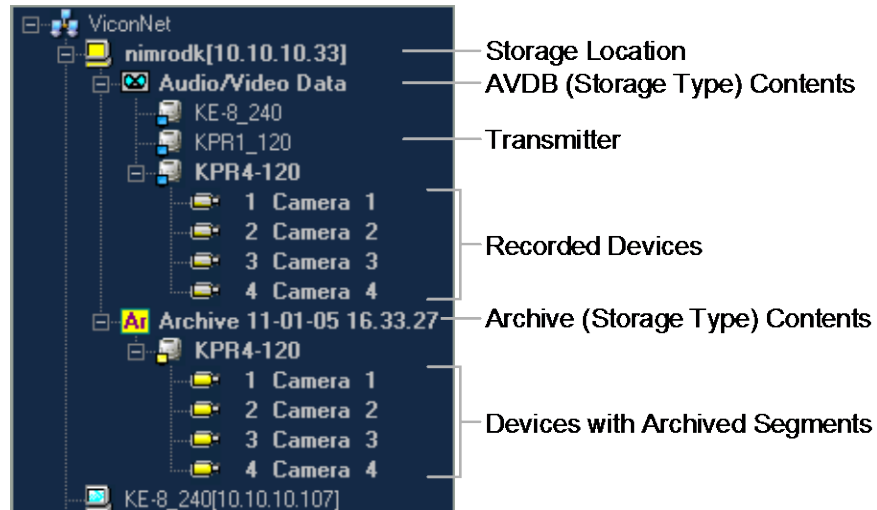 ViconNet
nimrodk[10.10.10.33] Storage Location
Audio/Video Data AVDB (Storage Type) Contents
KE-8_240
KPR1_120 Transmitter
KPR4-120
1 Camera 1
2 Camera 2
Recorded Devices
3 Camera 3
4 Camera 4
Ar Archive 11-01-05 16.33.27 Archive (Storage Type) Contents
KPR4-120
1 Camera 1
2 Camera 2
Devices with Archived Segments
3 Camera 3
4 Camera 4
KE-8_240[10.10.10.107]